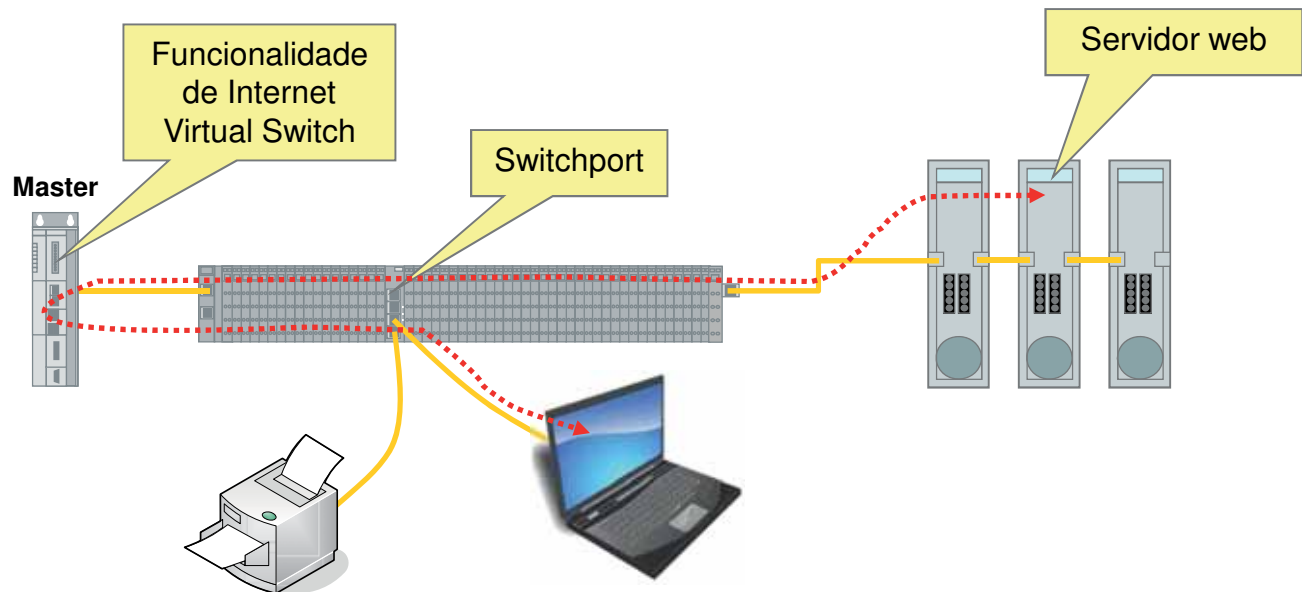 Funcionalidade
de Internet
Virtual Switch
Servidor web
Switchport
Master